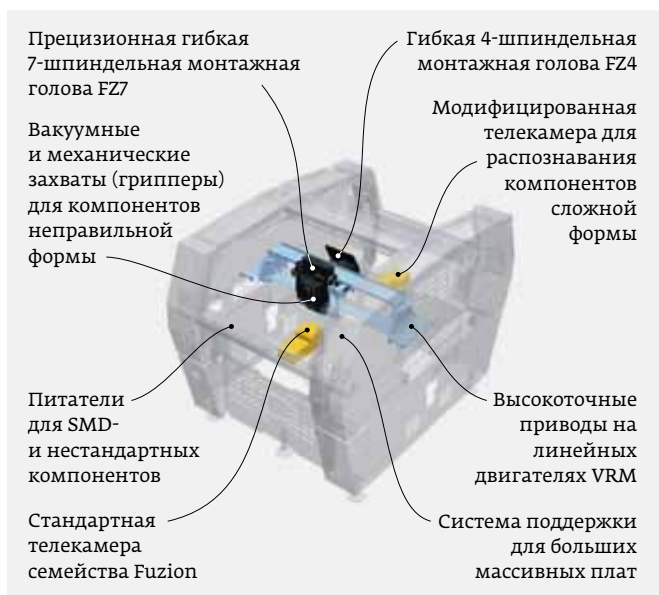 Прецизионная гибкая
7-шпиндельная монтажная
голова FZ7
Гибкая 4-шпиндельная
монтажная голова FZ4
Вакуумные
и механические
захваты (грипперы)
для компонентов
неправильной
формы
Модифицированная
телекамера для
распознавания
компонентов
сложной
формы
Питатели
для SMD-
и нестандартных
компонентов
Высокоточные
приводы на
линейных
двигателях VRM
Стандартная
телекамера
семейства Fuzion
Система поддержки
для больших
массивных плат